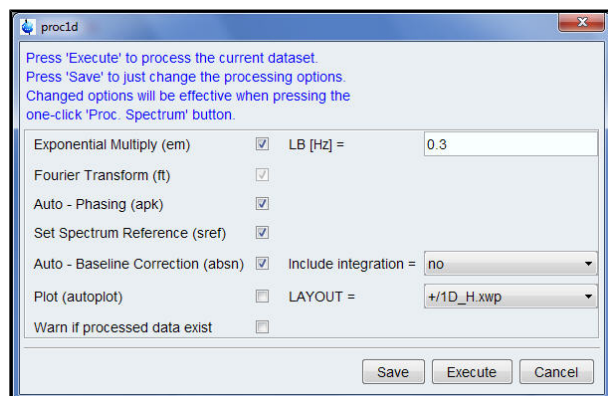 proc1d
Press 'Execute' to process the current dataset.
Press 'Save' to just change the processing options.
Changed options will be effective when pressing the
one-click 'Proc. Spectrum' button.
Exponential Multiply (em) LB [Hz] = 0.3
Fourier Transform (ft)
Auto - Phasing (apk)
Set Spectrum Reference (sref)
Auto - Baseline Correction (absn) Include integration = no
Plot (autoplot) LAYOUT = +/1D_H.xwp
Warn if processed data exist
Save Execute Cancel